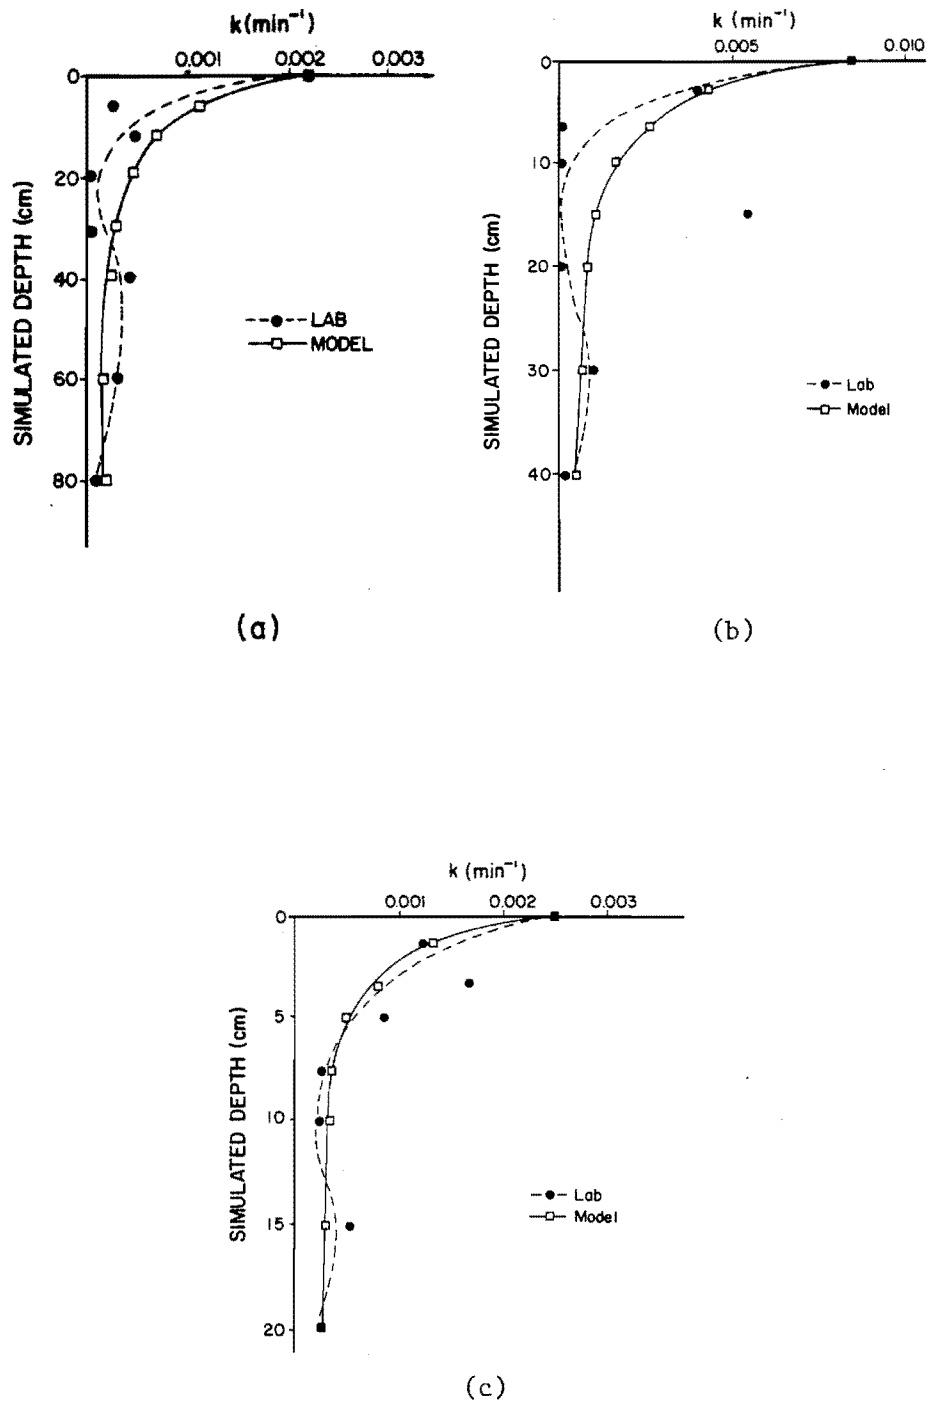 k(min⁻¹)
0.001 0.002 0.003
0
20
40
60
80
SIMULATED DEPTH (cm)
LAB
MODEL
(a)
k (min⁻¹)
0.005 0.010
0
10
20
30
40
SIMULATED DEPTH (cm)
Lab
Model
(b)
k (min⁻¹)
0.001 0.002 0.003
0
5
10
15
20
SIMULATED DEPTH (cm)
Lab
Model
(c)